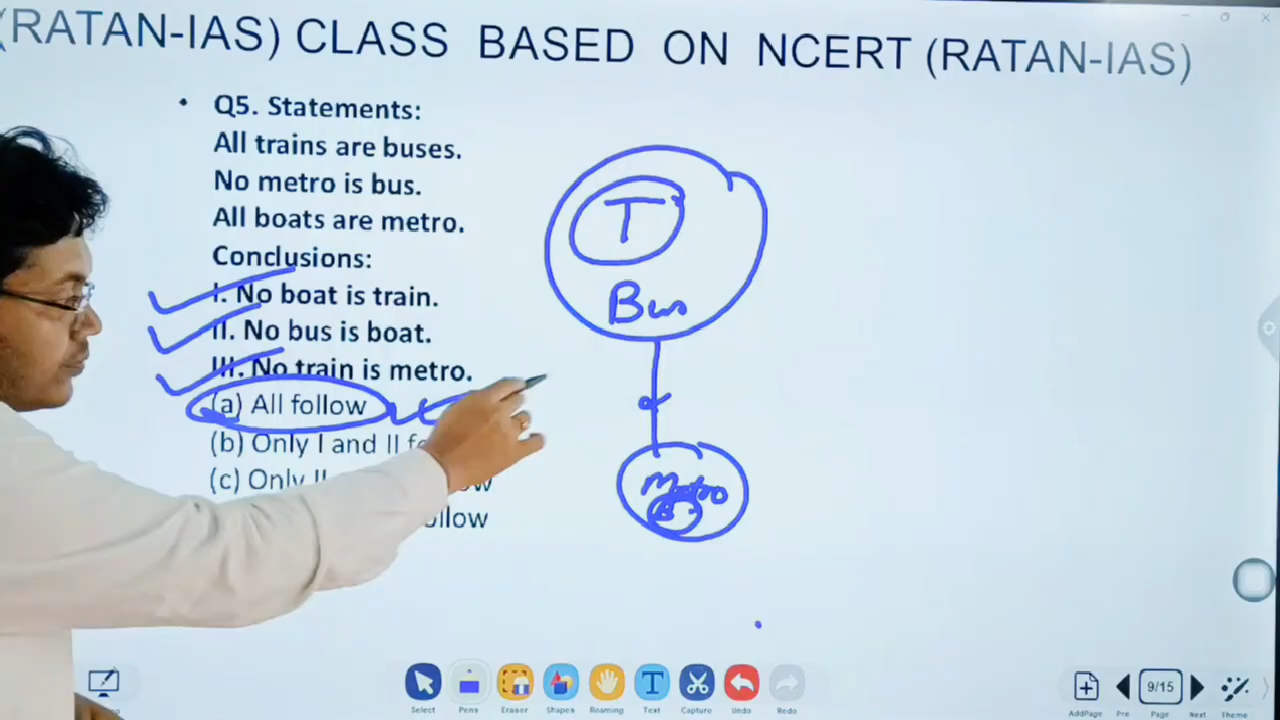 (RATAN-IAS) CLASS BASED ON NCERT (RATAN-IAS)
• Q5. Statements:
All trains are buses.
No metro is bus.
All boats are metro.
Conclusions:
I. No boat is train.
II. No bus is boat.
III. No train is metro.
(a) All follow
(b) Only I and II
(c) Only II
follow
T
Bus
Metro
B
Select
Pens
Eraser
Shapes
Roaming
Text
Capture
Undo
Redo
AddPage
Pre
9/15
Page
Next
Theme